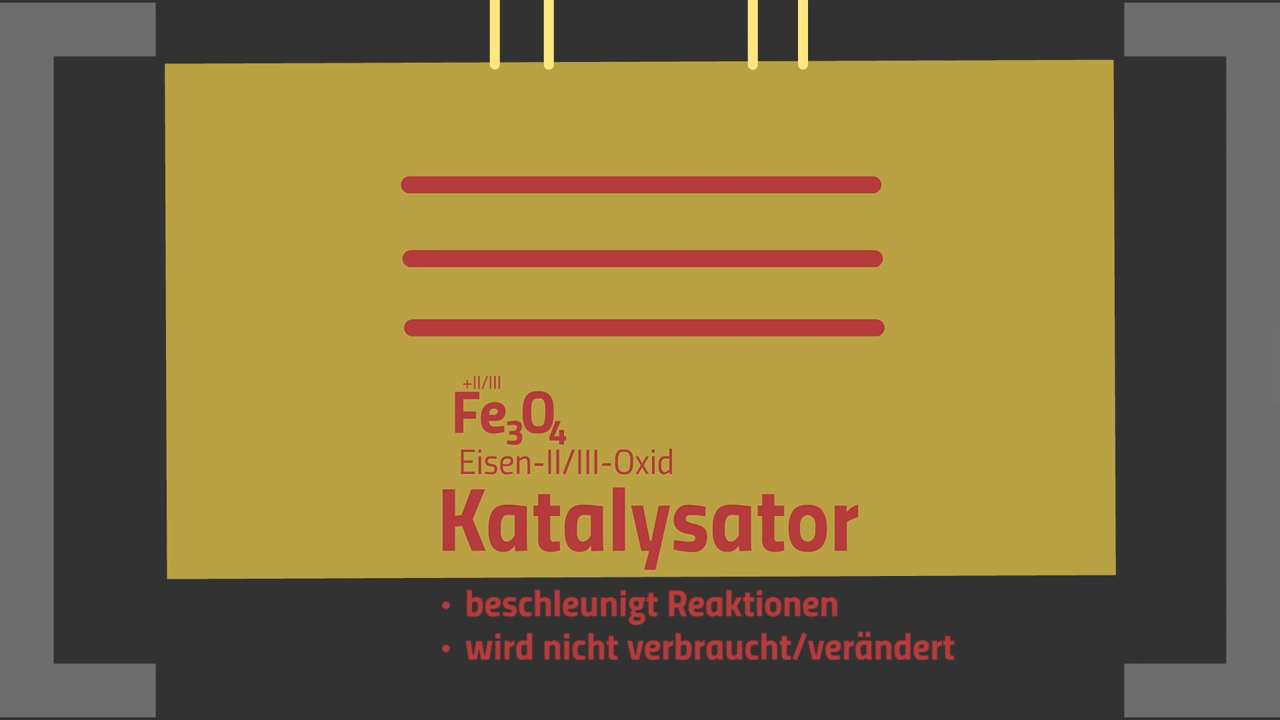 +II/III
Fe₃O₄
Eisen-II/III-Oxid
Katalysator
• beschleunigt Reaktionen
• wird nicht verbraucht/verändert